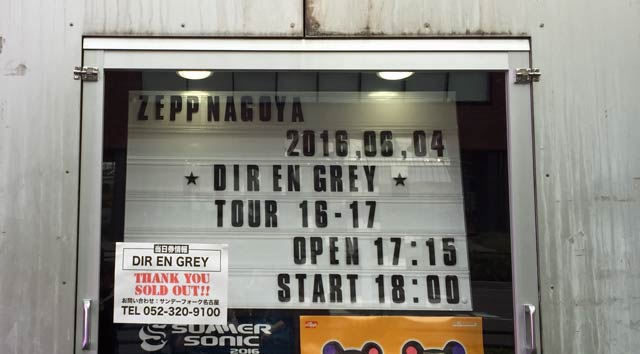 ZEPP NAGOYA
2016,06,04
★ DIR EN GREY ★
TOUR 16-17
OPEN 17:15
START 18:00
当日券情報
DIR EN GREY
THANK YOU
SOLD OUT!!
お問い合わせ:サンデーフォーク名古屋
TEL 052-320-9100
SUMMER
SONIC
2016